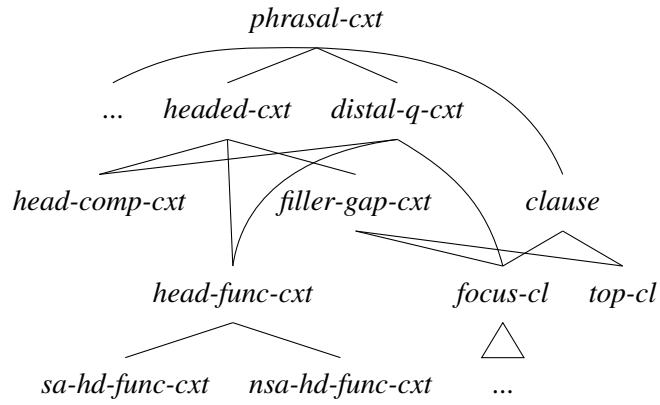 phrasal-cxt
... headed-cxt distal-q-cxt
head-comp-cxt filler-gap-cxt clause
head-func-cxt focus-cl top-cl
sa-hd-func-cxt nsa-hd-func-cxt ...